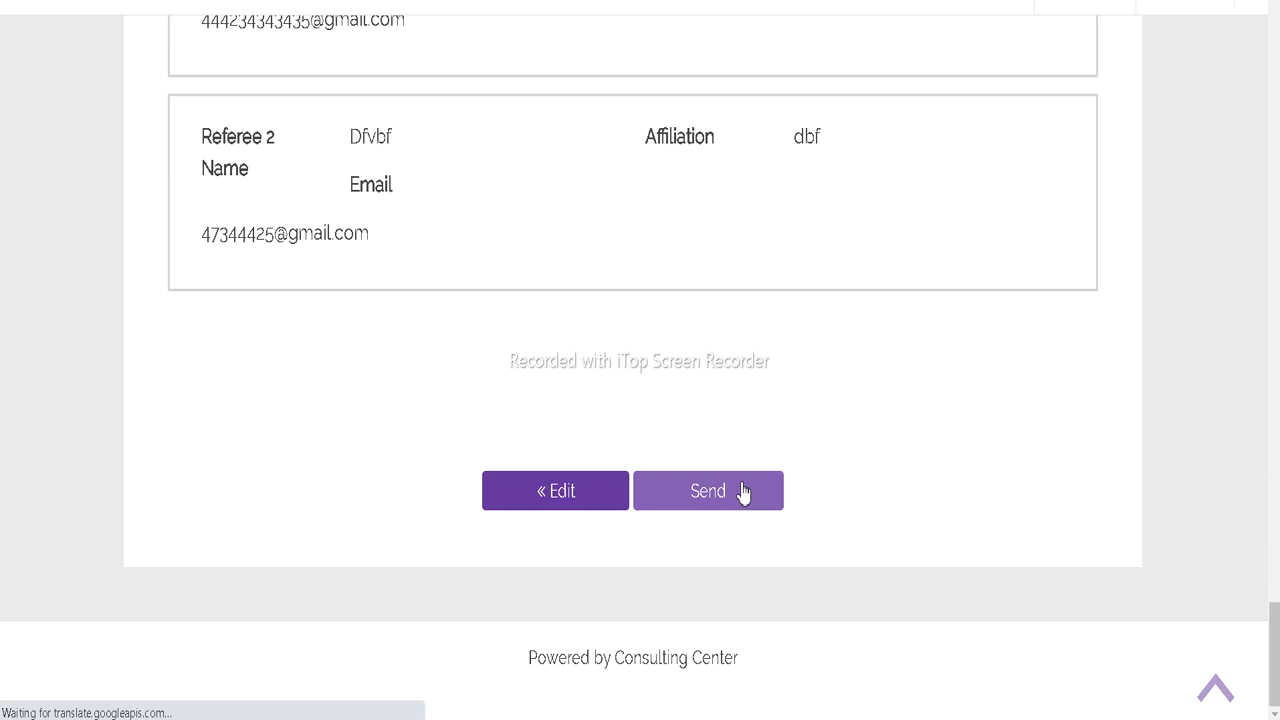 444234343435@gmail.com
Referee 2 Name
Dfvbf
Affiliation
dbf
Email
47344425@gmail.com
Recorded with iTop Screen Recorder
« Edit
Send
Powered by Consulting Center
Waiting for translate.googleapis.com...